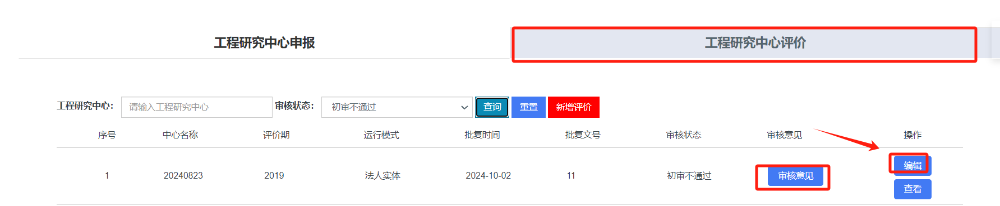 工程研究中心申报 工程研究中心评价
工程研究中心: 请输入工程研究中心 审核状态: 初审不通过 查询 重置 新增评价
序号 中心名称 评价期 运行模式 批复时间 批复文号 审核状态 审核意见 操作
编辑
1 20240823 2019 法人实体 2024-10-02 11 初审不通过 审核意见
查看